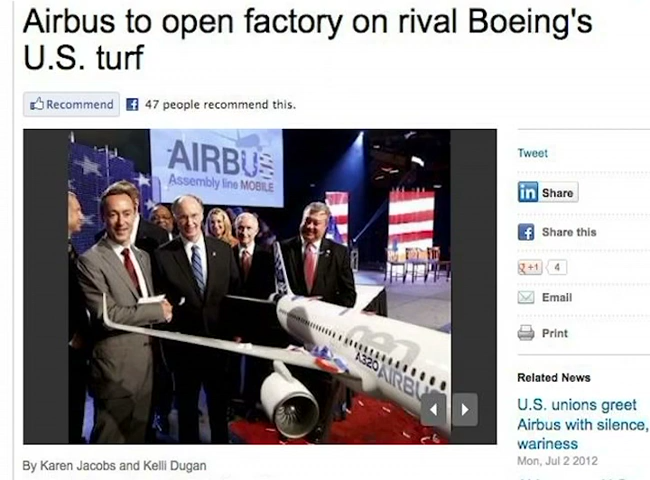 Airbus to open factory on rival Boeing's
U.S. turf
Recommend
47 people recommend this.
AIRBUS
Assembly line MOBILE
A320
AIRBU
Tweet
in Share
Share this
+1
4
Email
Print
Related News
U.S. unions greet
Airbus with silence,
wariness
Mon, Jul 2 2012
By Karen Jacobs and Kelli Dugan